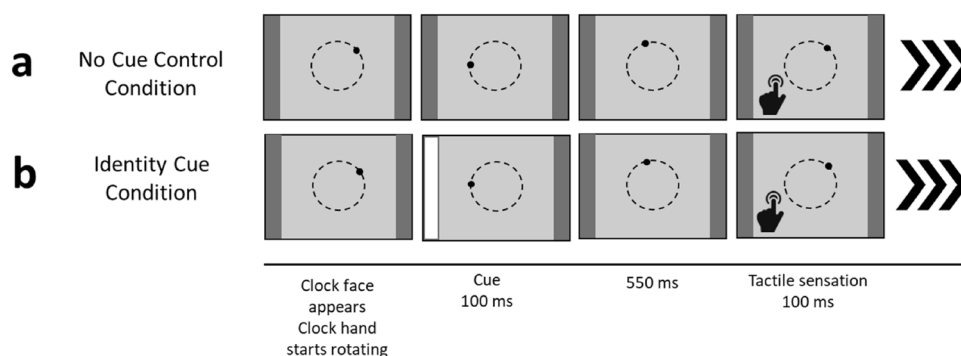 a
No Cue Control
Condition
b
Identity Cue
Condition
Clock face
appears
Clock hand
starts rotating
Cue
100 ms
550 ms
Tactile sensation
100 ms